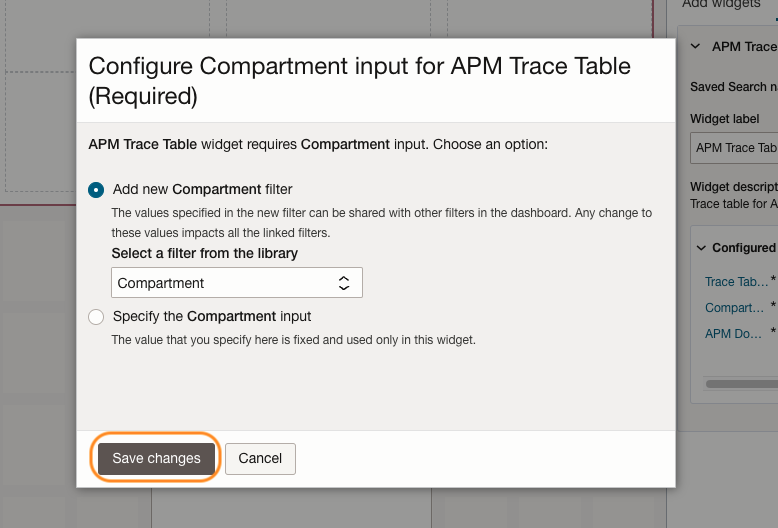 Add widgets
APM Trace
Saved Search n
Widget label
APM Trace Tab
Widget descript
Trace table for A
Configured
Trace Tab... *
Compart... *
APM Do... *
Configure Compartment input for APM Trace Table
(Required)
APM Trace Table widget requires Compartment input. Choose an option:
Add new Compartment filter
The values specified in the new filter can be shared with other filters in the dashboard. Any change to
these values impacts all the linked filters.
Select a filter from the library
Compartment
Specify the Compartment input
The value that you specify here is fixed and used only in this widget.
Save changes
Cancel